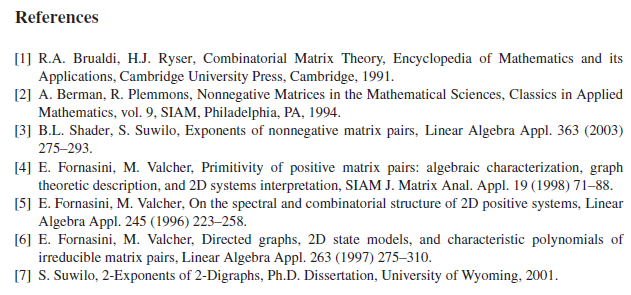 References
[1] R.A. Brualdi, H.J. Ryser, Combinatorial Matrix Theory, Encyclopedia of Mathematics and its
Applications, Cambridge University Press, Cambridge, 1991.
[2] A. Berman, R. Plemmons, Nonnegative Matrices in the Mathematical Sciences, Classics in Applied
Mathematics, vol. 9, SIAM, Philadelphia, PA, 1994.
[3] B.L. Shader, S. Suwilo, Exponents of nonnegative matrix pairs, Linear Algebra Appl. 363 (2003)
275–293.
[4] E. Fornasini, M. Valcher, Primitivity of positive matrix pairs: algebraic characterization, graph
theoretic description, and 2D systems interpretation, SIAM J. Matrix Anal. Appl. 19 (1998) 71–88.
[5] E. Fornasini, M. Valcher, On the spectral and combinatorial structure of 2D positive systems, Linear
Algebra Appl. 245 (1996) 223–258.
[6] E. Fornasini, M. Valcher, Directed graphs, 2D state models, and characteristic polynomials of
irreducible matrix pairs, Linear Algebra Appl. 263 (1997) 275–310.
[7] S. Suwilo, 2-Exponents of 2-Digraphs, Ph.D. Dissertation, University of Wyoming, 2001.